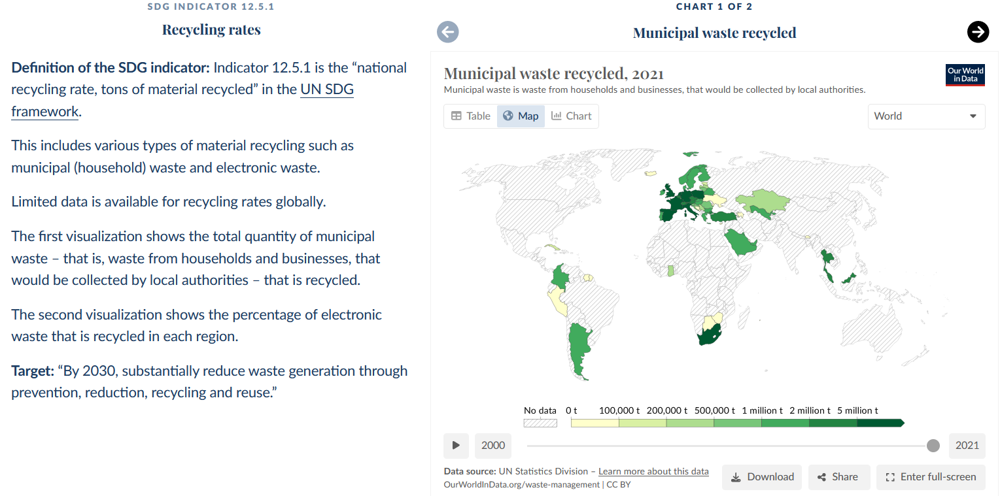 SDG INDICATOR 12.5.1
Recycling rates
Definition of the SDG indicator: Indicator 12.5.1 is the “national
recycling rate, tons of material recycled” in the UN SDG
framework.
This includes various types of material recycling such as
municipal (household) waste and electronic waste.
Limited data is available for recycling rates globally.
The first visualization shows the total quantity of municipal
waste – that is, waste from households and businesses, that
would be collected by local authorities – that is recycled.
The second visualization shows the percentage of electronic
waste that is recycled in each region.
Target: “By 2030, substantially reduce waste generation through
prevention, reduction, recycling and reuse.”
CHART 1 OF 2
Municipal waste recycled
Municipal waste recycled, 2021
Municipal waste is waste from households and businesses, that would be collected by local authorities.
Our World
in Data
Table Map Chart
World
No data 0 t 100,000 t 200,000 t 500,000 t 1 million t 2 million t 5 million t
2000 2021
Data source: UN Statistics Division – Learn more about this data
OurWorldInData.org/waste-management | CC BY
Download Share Enter full-screen